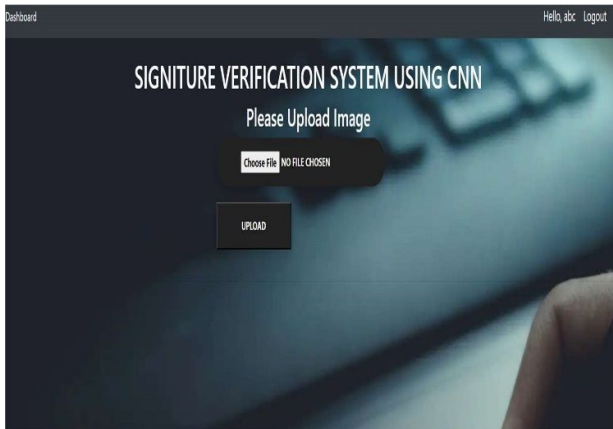 Dashboard
Hello, abc Logout
SIGNITURE VERIFICATION SYSTEM USING CNN
Please Upload Image
Choose File NO FILE CHOSEN
UPLOAD